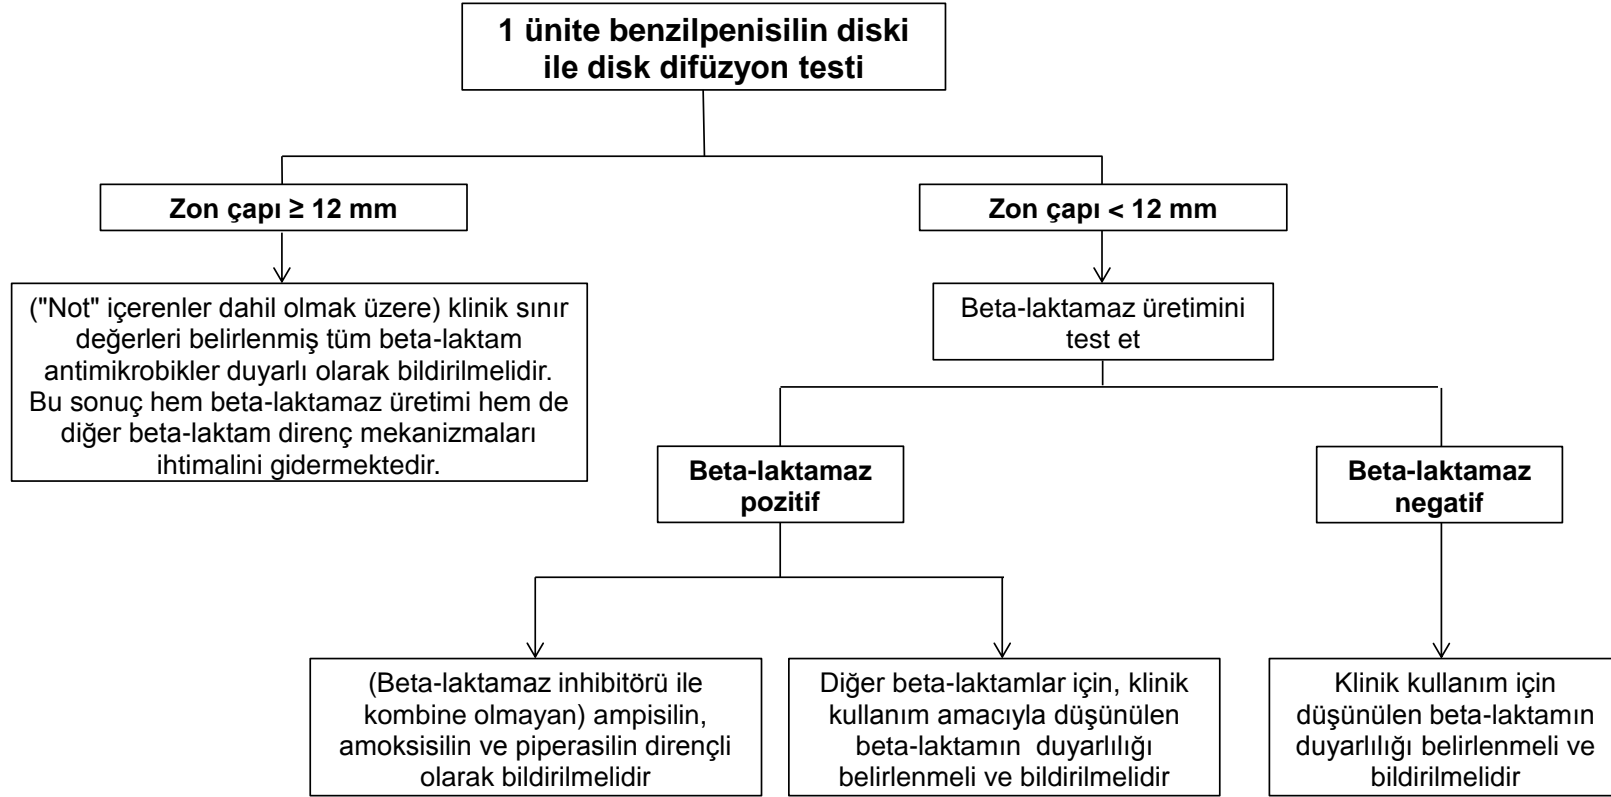 1 ünite benzilpenisilin diski
ile disk difüzyon testi
Zon çapı ≥ 12 mm
Zon çapı < 12 mm
("Not" içerenler dahil olmak üzere) klinik sınır
değerleri belirlenmiş tüm beta-laktam
antimikrobikler duyarlı olarak bildirilmelidir.
Bu sonuç hem beta-laktamaz üretimi hem de
diğer beta-laktam direnç mekanizmaları
ihtimalini gidermektedir.
Beta-laktamaz üretimini
test et
Beta-laktamaz
pozitif
Beta-laktamaz
negatif
(Beta-laktamaz inhibitörü ile
kombine olmayan) ampisilin,
amoksisilin ve piperasilin dirençli
olarak bildirilmelidir
Diğer beta-laktamlar için, klinik
kullanım amacıyla düşünülen
beta-laktamın duyarlılığı
belirlenmeli ve bildirilmelidir
Klinik kullanım için
düşünülen beta-laktamın
duyarlılığı belirlenmeli ve
bildirilmelidir